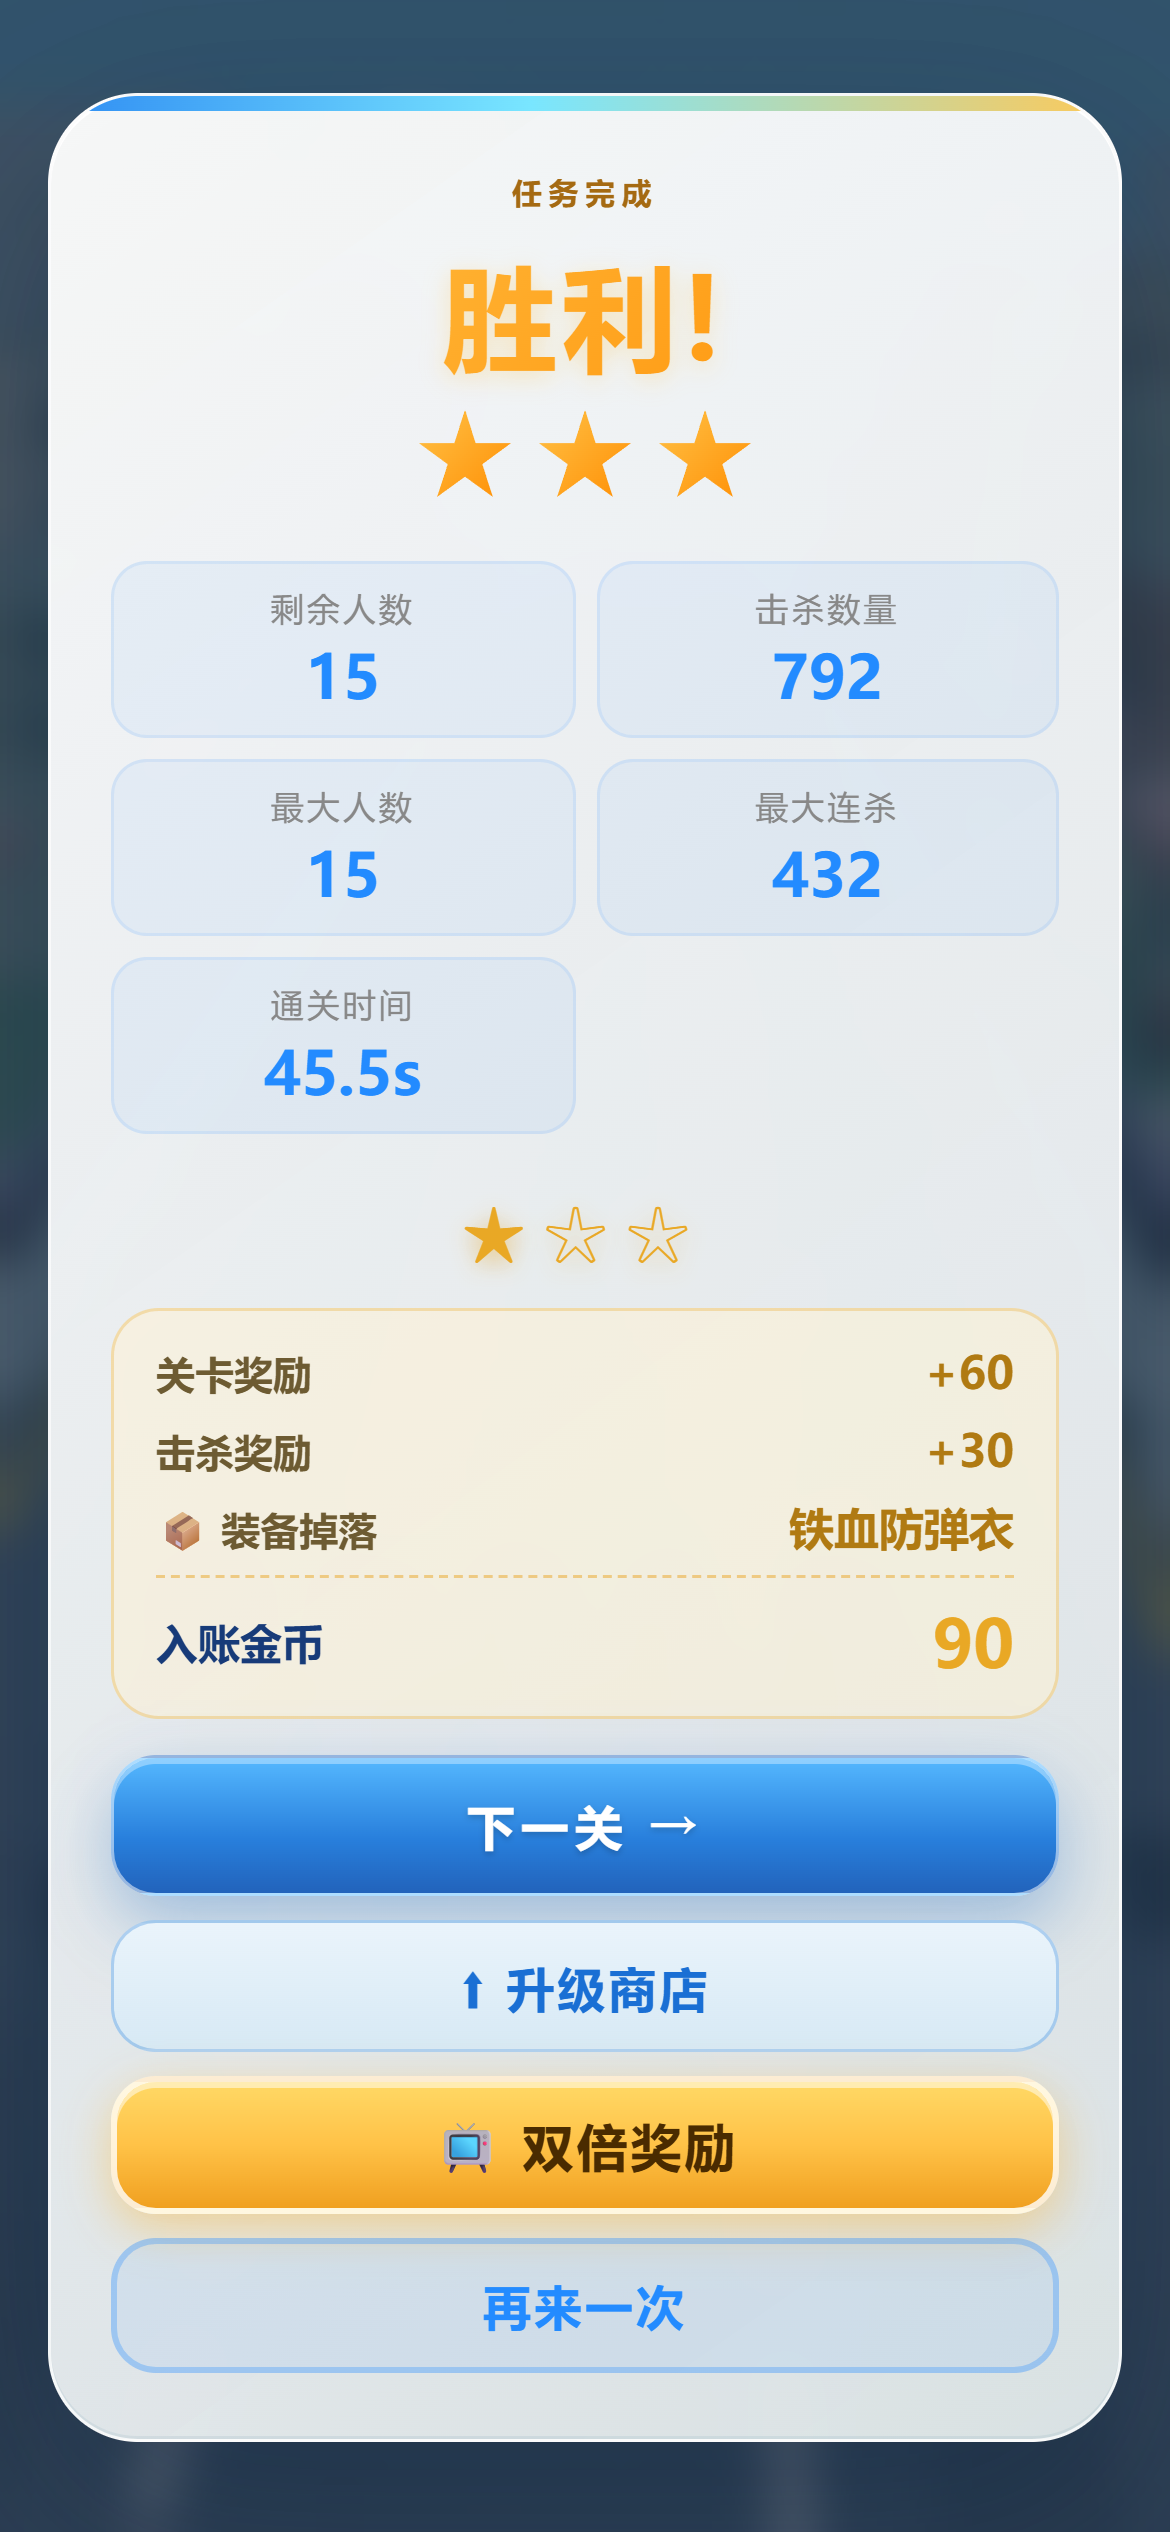 任务完成
胜利!
★ ★ ★
剩余人数
15
击杀数量
792
最大人数
15
最大连杀
432
通关时间
45.5s
★ ☆ ☆
关卡奖励 +60
击杀奖励 +30
📦 装备掉落 铁血防弹衣
入账金币 90
下一关 →
⬆ 升级商店
📺 双倍奖励
再来一次